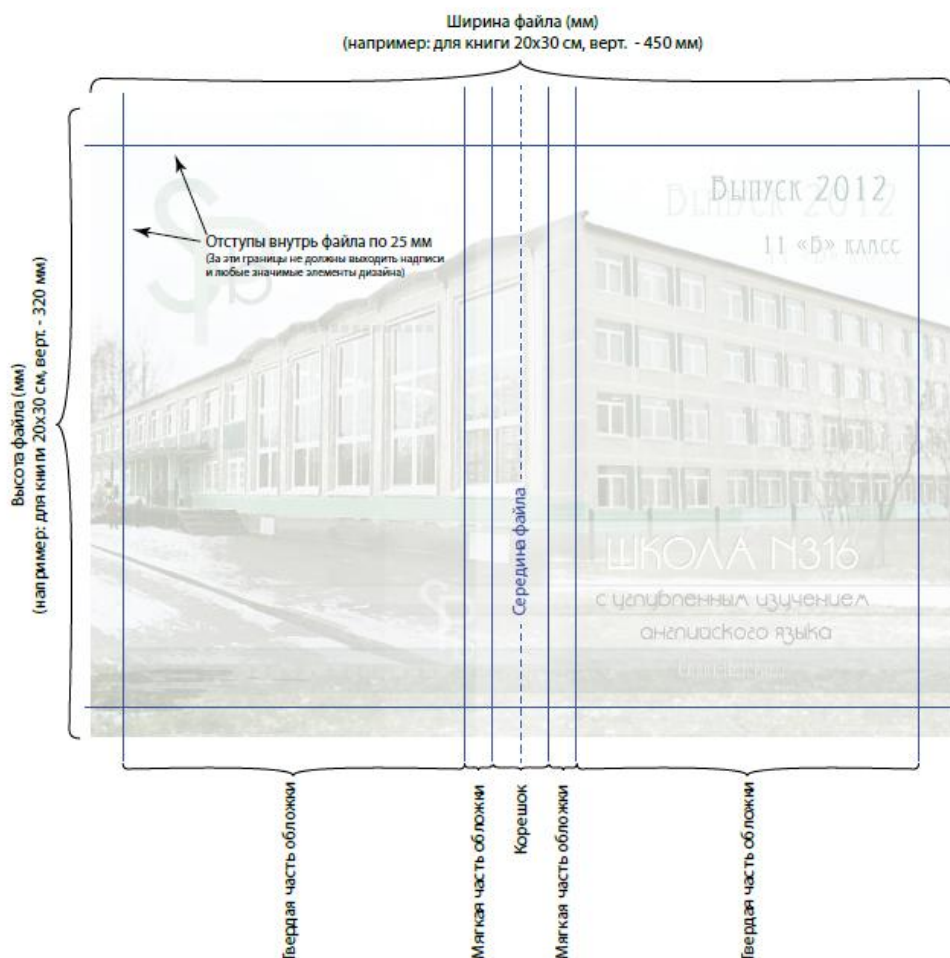 Ширина файла (мм)
(например: для книги 20х30 см, верт. - 450 мм)
Высота файла (мм)
(например: для книги 20х30 см, верт. - 320 мм)
Отступы внутрь файла по 25 мм
(За эти границы не должны выходить надписи
и любые значимые элементы дизайна)
Выпуск 2012
Выпуск 2012
11 «Б» класс
Середина файла
ШКОЛА N316
с углубленным изучением
английского языка
Твердая часть обложки
Мягкая часть обложки
Корешок
Мягкая часть обложки
Твердая часть обложки